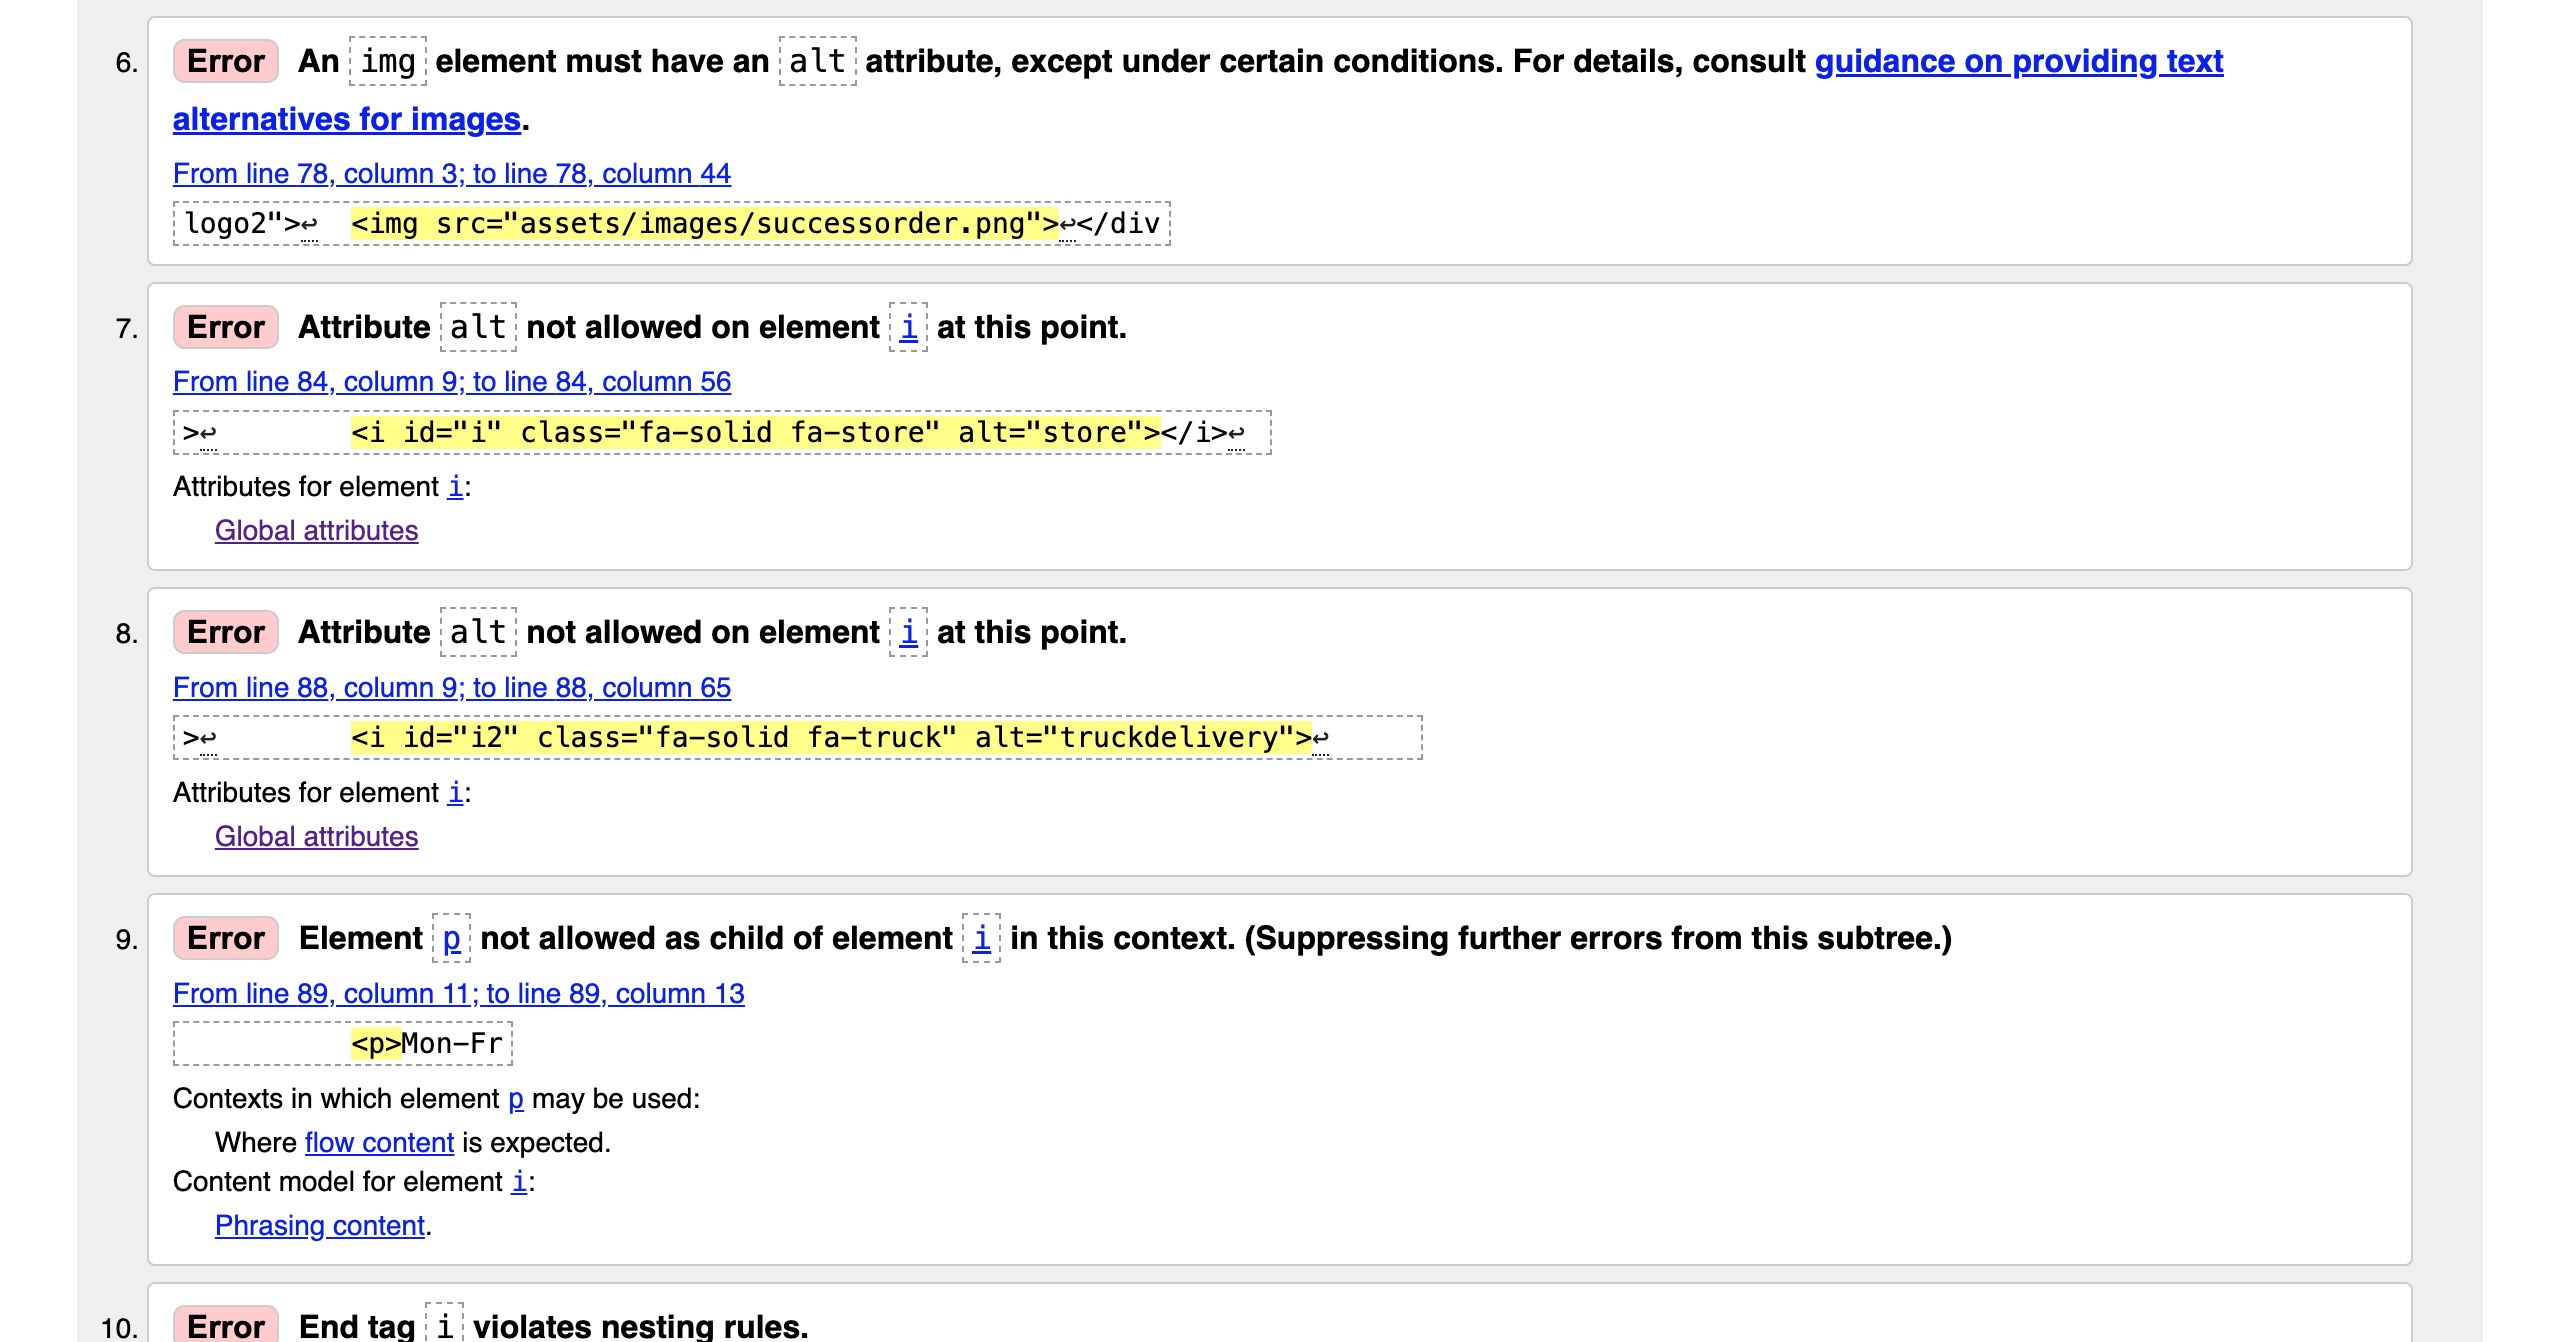 6. Error An img element must have an alt attribute, except under certain conditions. For details, consult guidance on providing text
alternatives for images.
From line 78, column 3; to line 78, column 44
logo2">↩  <img src="assets/images/successorder.png">↩</div
7. Error Attribute alt not allowed on element i at this point.
From line 84, column 9; to line 84, column 56
>↩        <i id="i" class="fa-solid fa-store" alt="store"></i>↩
Attributes for element i:
Global attributes
8. Error Attribute alt not allowed on element i at this point.
From line 88, column 9; to line 88, column 65
>↩        <i id="i2" class="fa-solid fa-truck" alt="truckdelivery">↩
Attributes for element i:
Global attributes
9. Error Element p not allowed as child of element i in this context. (Suppressing further errors from this subtree.)
From line 89, column 11; to line 89, column 13
<p>Mon-Fr
Contexts in which element p may be used:
Where flow content is expected.
Content model for element i:
Phrasing content.
10. Error End tag i violates nesting rules.